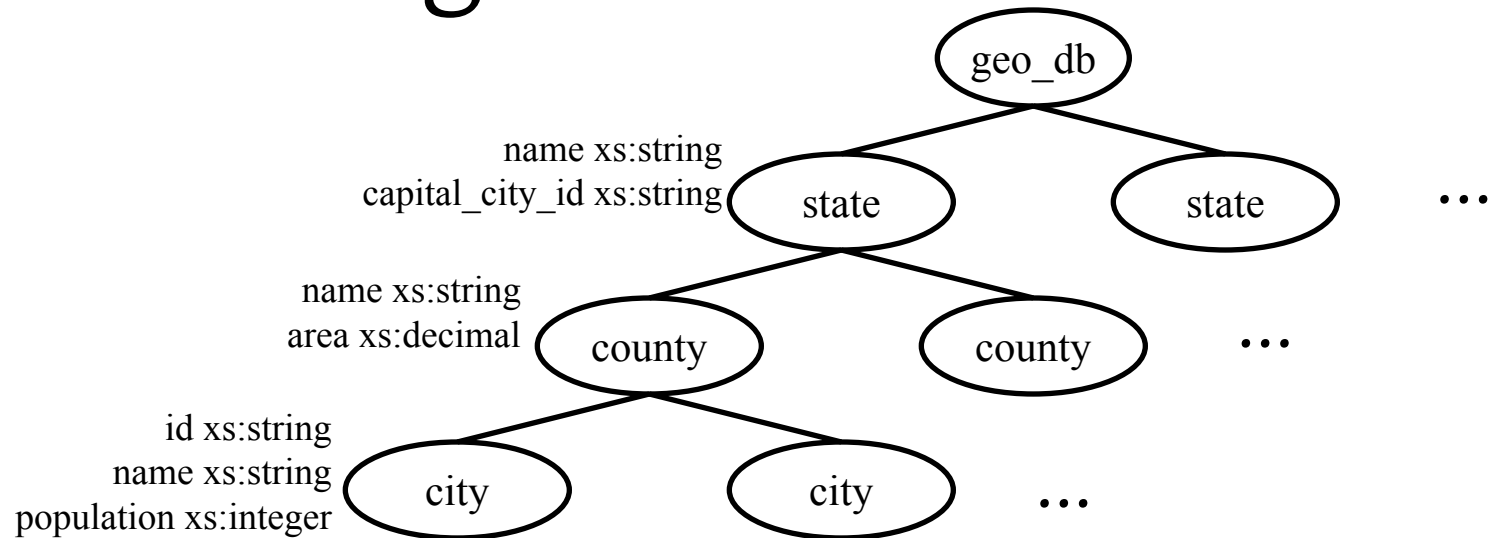 geo_db
name xs:string
capital_city_id xs:string
state
state
...
name xs:string
area xs:decimal
county
county
...
id xs:string
name xs:string
population xs:integer
city
city
...